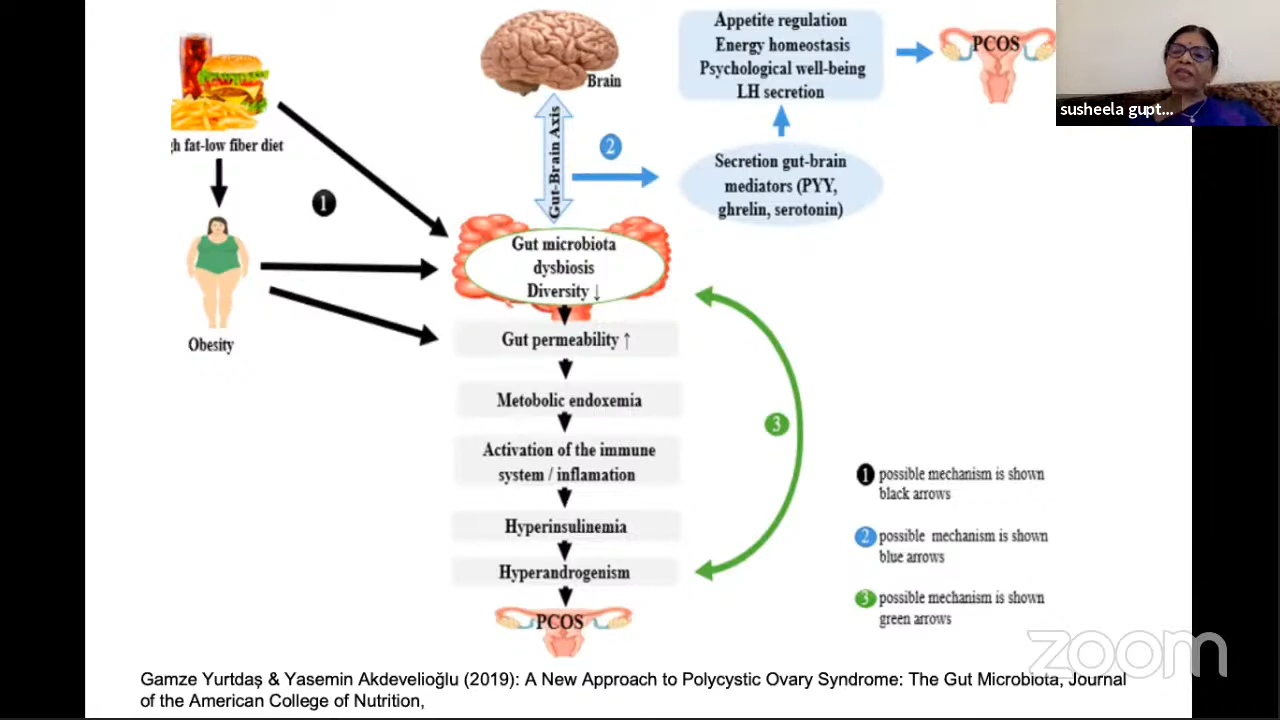 Appetite regulation
Energy homeostasis
Psychological well-being
LH secretion
PCOS
susheela gupt...
Brain
gh fat-low fiber diet
Gut-Brain Axis
2
Secretion gut-brain
mediators (PYY,
ghrelin, serotonin)
1
Gut microbiota
dysbiosis
Diversity ↓
Obesity
Gut permeability ↑
Metobolic endoxemia
3
Activation of the immune
system / inflamation
Hyperinsulinemia
Hyperandrogenism
PCOS
1 possible mechanism is shown
black arrows
2 possible mechanism is shown
blue arrows
3 possible mechanism is shown
green arrows
zoom
Gamze Yurtdaş & Yasemin Akdevelioğlu (2019): A New Approach to Polycystic Ovary Syndrome: The Gut Microbiota, Journal
of the American College of Nutrition,